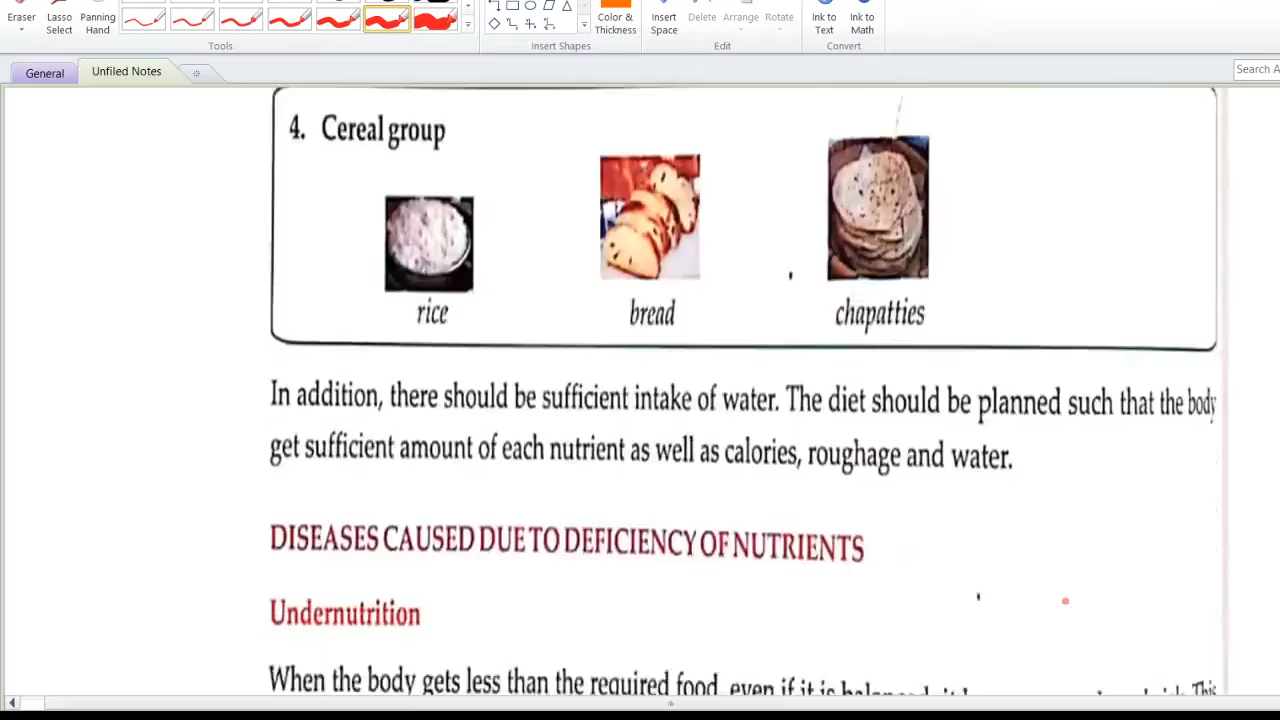 Eraser
Lasso Select
Panning Hand
Color & Thickness
Insert Space
Delete
Arrange
Rotate
Ink to Text
Ink to Math
Tools
Insert Shapes
Edit
Convert
General
Unfiled Notes
Search A
4. Cereal group
rice
bread
chapatties
In addition, there should be sufficient intake of water. The diet should be planned such that the body
get sufficient amount of each nutrient as well as calories, roughage and water.
DISEASES CAUSED DUE TO DEFICIENCY OF NUTRIENTS
Undernutrition
When the body gets less than the required food, even if it is balanced, it
This